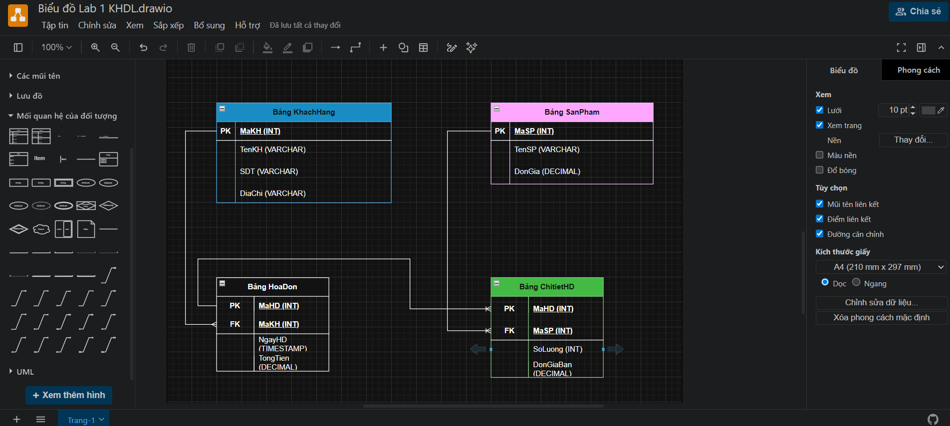 Biểu đồ Lab 1 KHDL.drawio
Tập tin Chỉnh sửa Xem Sắp xếp Bổ sung Hỗ trợ Đã lưu tất cả thay đổi
Chia sẻ
100%
Các mũi tên
Lưu đồ
Mối quan hệ của đối tượng
Item
UML
+ Xem thêm hình
Trang-1
Bảng KhachHang
PK MaKH (INT)
TenKH (VARCHAR)
SDT (VARCHAR)
DiaChi (VARCHAR)
Bảng SanPham
PK MaSP (INT)
TenSP (VARCHAR)
DonGia (DECIMAL)
Bảng HoaDon
PK MaHD (INT)
FK MaKH (INT)
NgayHD
(TIMESTAMP)
TongTien
(DECIMAL)
Bảng ChitietHD
PK MaHD (INT)
FK MaSP (INT)
SoLuong (INT)
DonGiaBan
(DECIMAL)
Biểu đồ Phong cách
Xem
Lưới 10 pt
Xem trang
Nền Thay đổi...
Màu nền
Đổ bóng
Tùy chọn
Mũi tên liên kết
Điểm liên kết
Đường căn chỉnh
Kích thước giấy
A4 (210 mm x 297 mm)
Dọc Ngang
Chỉnh sửa dữ liệu...
Xóa phong cách mặc định